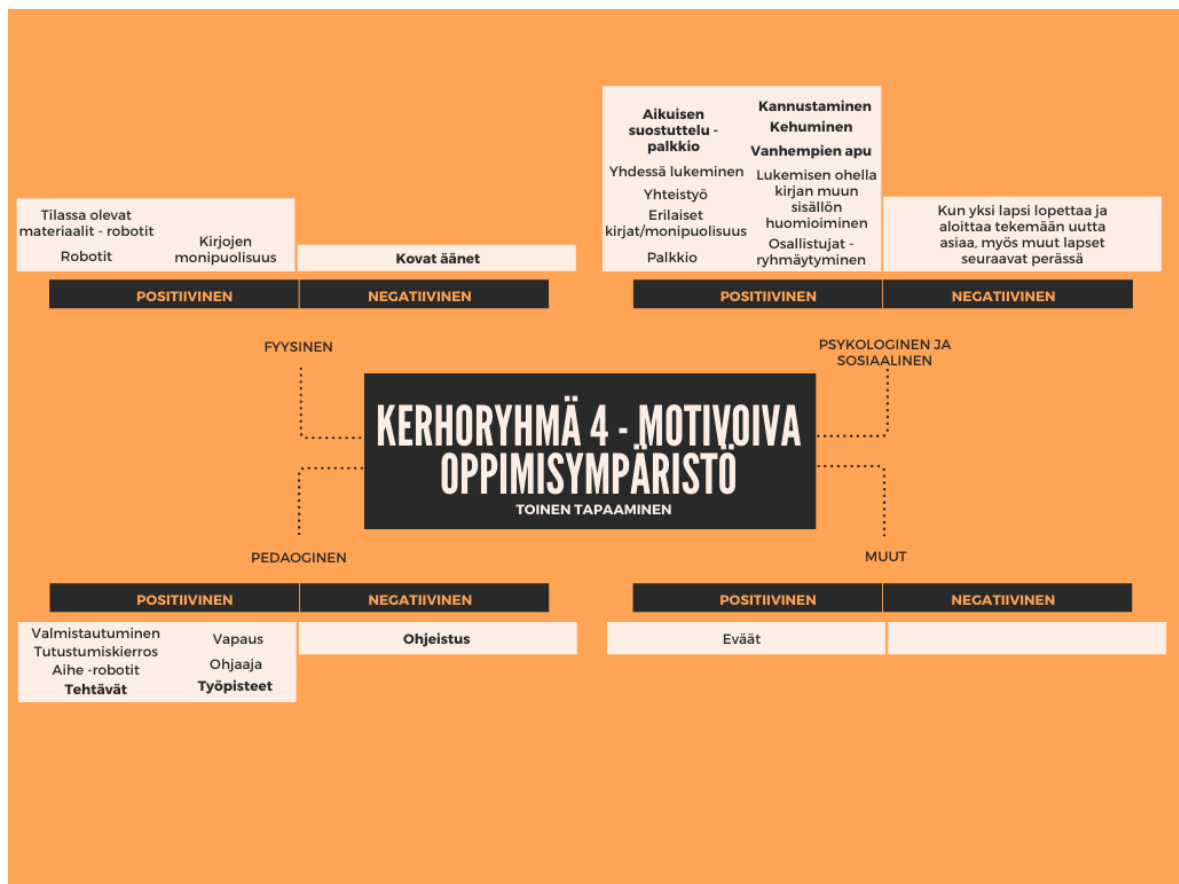 Tilassa olevat
materiaalit - robotit
Robotit
Kirjojen
monipuolisuus
Kovat äänet
POSITIIVINEN
NEGATIIVINEN
FYYSINEN
Aikuisen
suostuttelu -
palkkio
Yhdessä lukeminen
Yhteistyö
Erilaiset
kirjat/monipuolisuus
Palkkio
Kannustaminen
Kehuminen
Vanhempien apu
Lukemisen ohella
kirjan muun
sisällön
huomioiminen
Osallistujat -
ryhmäytyminen
Kun yksi lapsi lopettaa ja
aloittaa tekemään uutta
asiaa, myös muut lapset
seuraavat perässä
POSITIIVINEN
NEGATIIVINEN
PSYKOLOGINEN JA
SOSIAALINEN
KERHORYHMÄ 4 - MOTIVOIVA
OPPIMISYMPÄRISTÖ
TOINEN TAPAAMINEN
PEDAOGINEN
POSITIIVINEN
NEGATIIVINEN
Valmistautuminen
Tutustumiskierros
Aihe -robotit
Tehtävät
Vapaus
Ohjaaja
Työpisteet
Ohjeistus
MUUT
POSITIIVINEN
NEGATIIVINEN
Eväät